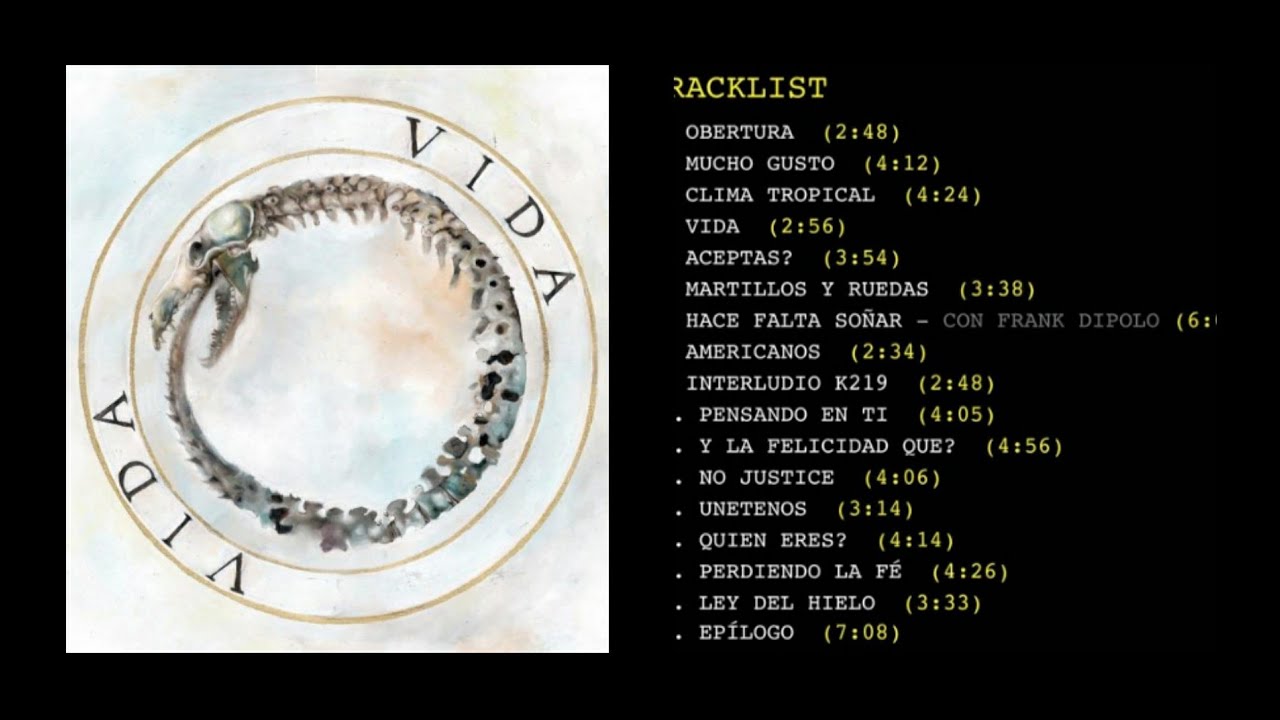 VIDA
VIDA
RACKLIST
OBERTURA (2:48)
MUCHO GUSTO (4:12)
CLIMA TROPICAL (4:24)
VIDA (2:56)
ACEPTAS? (3:54)
MARTILLOS Y RUEDAS (3:38)
HACE FALTA SOÑAR – CON FRANK DIPOLO (6:
AMERICANOS (2:34)
INTERLUDIO K219 (2:48)
. PENSANDO EN TI (4:05)
. Y LA FELICIDAD QUE? (4:56)
. NO JUSTICE (4:06)
. UNETENOS (3:14)
. QUIEN ERES? (4:14)
. PERDIENDO LA FÉ (4:26)
. LEY DEL HIELO (3:33)
. EPÍLOGO (7:08)